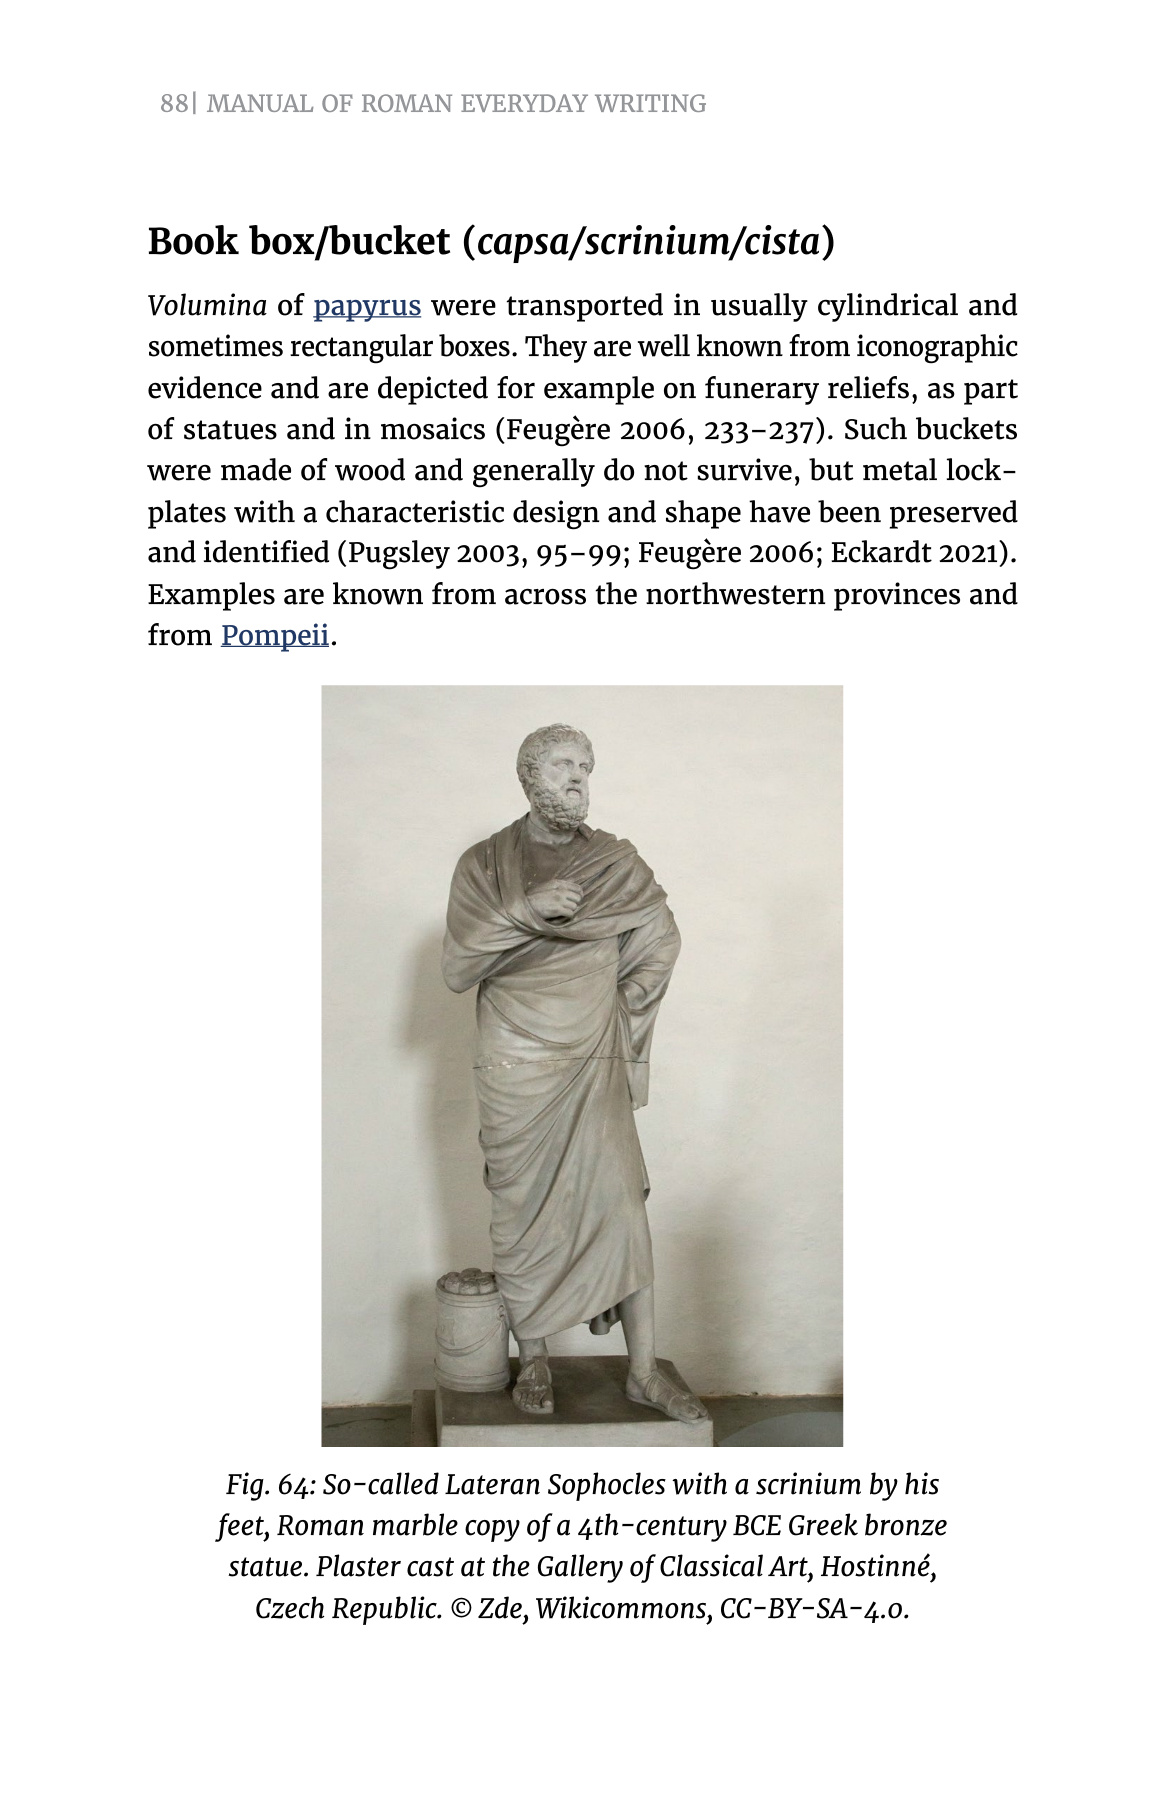 88| MANUAL OF ROMAN EVERYDAY WRITING
Book box/bucket (capsa/scrinium/cista)
Volumina of papyrus were transported in usually cylindrical and
sometimes rectangular boxes. They are well known from iconographic
evidence and are depicted for example on funerary reliefs, as part
of statues and in mosaics (Feugère 2006, 233–237). Such buckets
were made of wood and generally do not survive, but metal lock-
plates with a characteristic design and shape have been preserved
and identified (Pugsley 2003, 95–99; Feugère 2006; Eckardt 2021).
Examples are known from across the northwestern provinces and
from Pompeii.
Fig. 64: So-called Lateran Sophocles with a scrinium by his
feet, Roman marble copy of a 4th-century BCE Greek bronze
statue. Plaster cast at the Gallery of Classical Art, Hostinné,
Czech Republic. © Zde, Wikicommons, CC-BY-SA-4.0.